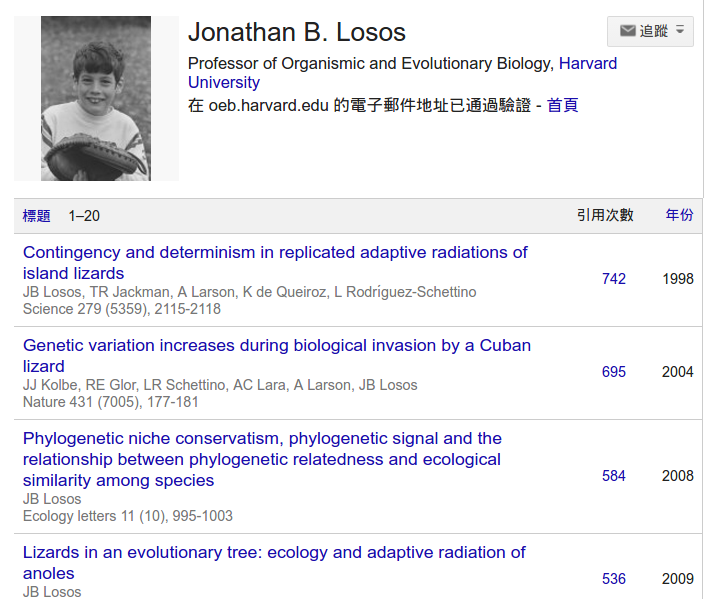 Jonathan B. Losos
追蹤
Professor of Organismic and Evolutionary Biology, Harvard
University
在 oeb.harvard.edu 的電子郵件地址已通過驗證 - 首頁
標題 1–20 引用次數 年份
Contingency and determinism in replicated adaptive radiations of
island lizards
742 1998
JB Losos, TR Jackman, A Larson, K de Queiroz, L Rodríguez-Schettino
Science 279 (5359), 2115-2118
Genetic variation increases during biological invasion by a Cuban
lizard
695 2004
JJ Kolbe, RE Glor, LR Schettino, AC Lara, A Larson, JB Losos
Nature 431 (7005), 177-181
Phylogenetic niche conservatism, phylogenetic signal and the
relationship between phylogenetic relatedness and ecological
similarity among species
584 2008
JB Losos
Ecology letters 11 (10), 995-1003
Lizards in an evolutionary tree: ecology and adaptive radiation of
anoles
536 2009
JB Losos